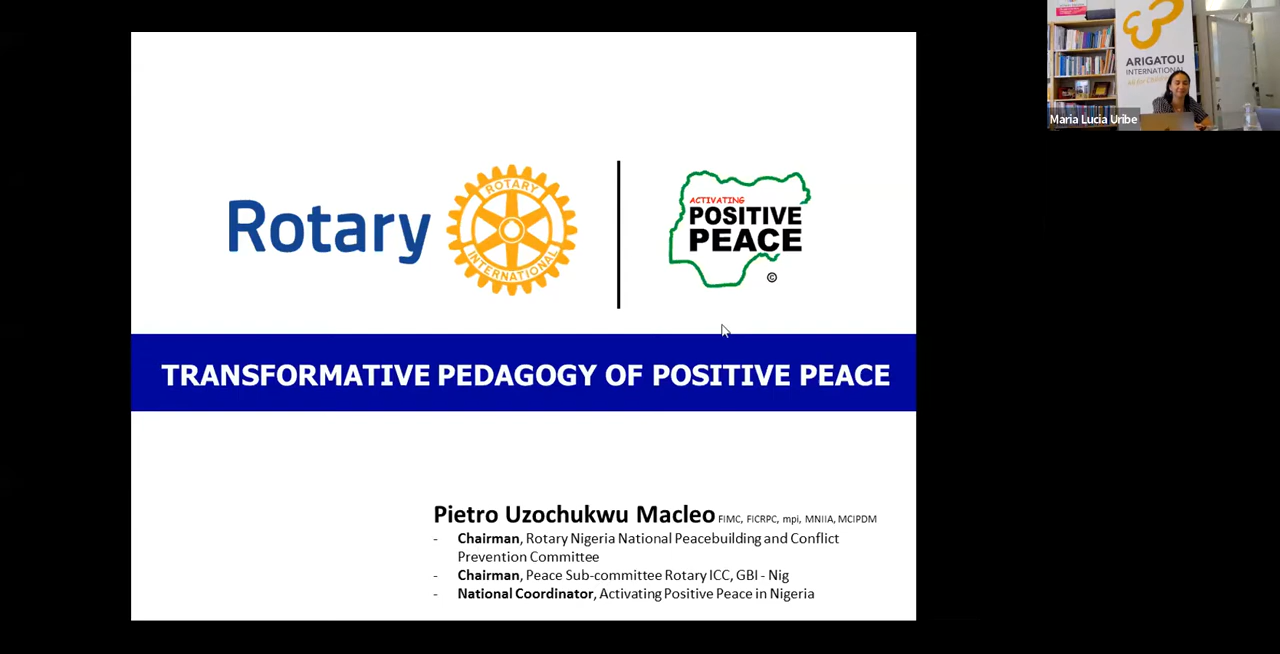 Rotary
ROTARY
INTERNATIONAL
ACTIVATING
POSITIVE
PEACE
©
TRANSFORMATIVE PEDAGOGY OF POSITIVE PEACE
Pietro Uzochukwu Macleo FIMC, FICRPC, mpi, MNIIA, MCIPDM
- Chairman, Rotary Nigeria National Peacebuilding and Conflict
Prevention Committee
- Chairman, Peace Sub-committee Rotary ICC, GBI - Nig
- National Coordinator, Activating Positive Peace in Nigeria
ARIGATOU
INTERNATIONAL
Maria Lucia Uribe